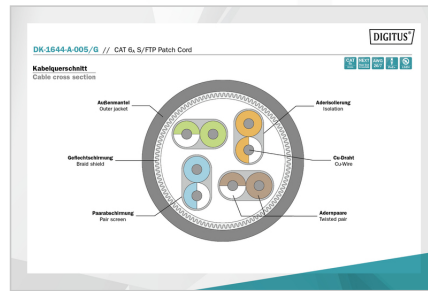 DIGITUS®
DK-1644-A-005/G // CAT 6A S/FTP Patch Cord
Kabelquerschnitt
Cable cross section
Außenmantel
Outer jacket
Aderisolierung
Isolation
Geflechtschirmung
Braid shield
Cu-Draht
Cu-Wire
Paarabschirmung
Pair screen
Adernpaare
Twisted pair